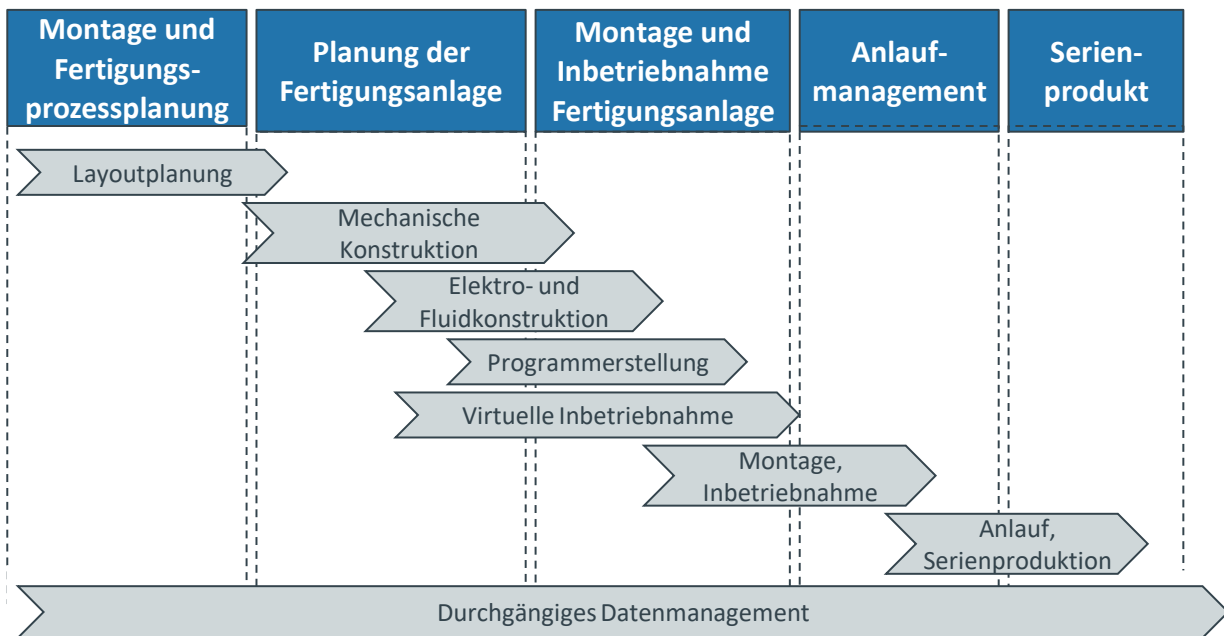 Montage und
Fertigungs-
prozessplanung
Planung der
Fertigungsanlage
Montage und
Inbetriebnahme
Fertigungsanlage
Anlauf-
management
Serien-
produkt
Layoutplanung
Mechanische
Konstruktion
Elektro- und
Fluidkonstruktion
Programmerstellung
Virtuelle Inbetriebnahme
Montage,
Inbetriebnahme
Anlauf,
Serienproduktion
Durchgängiges Datenmanagement